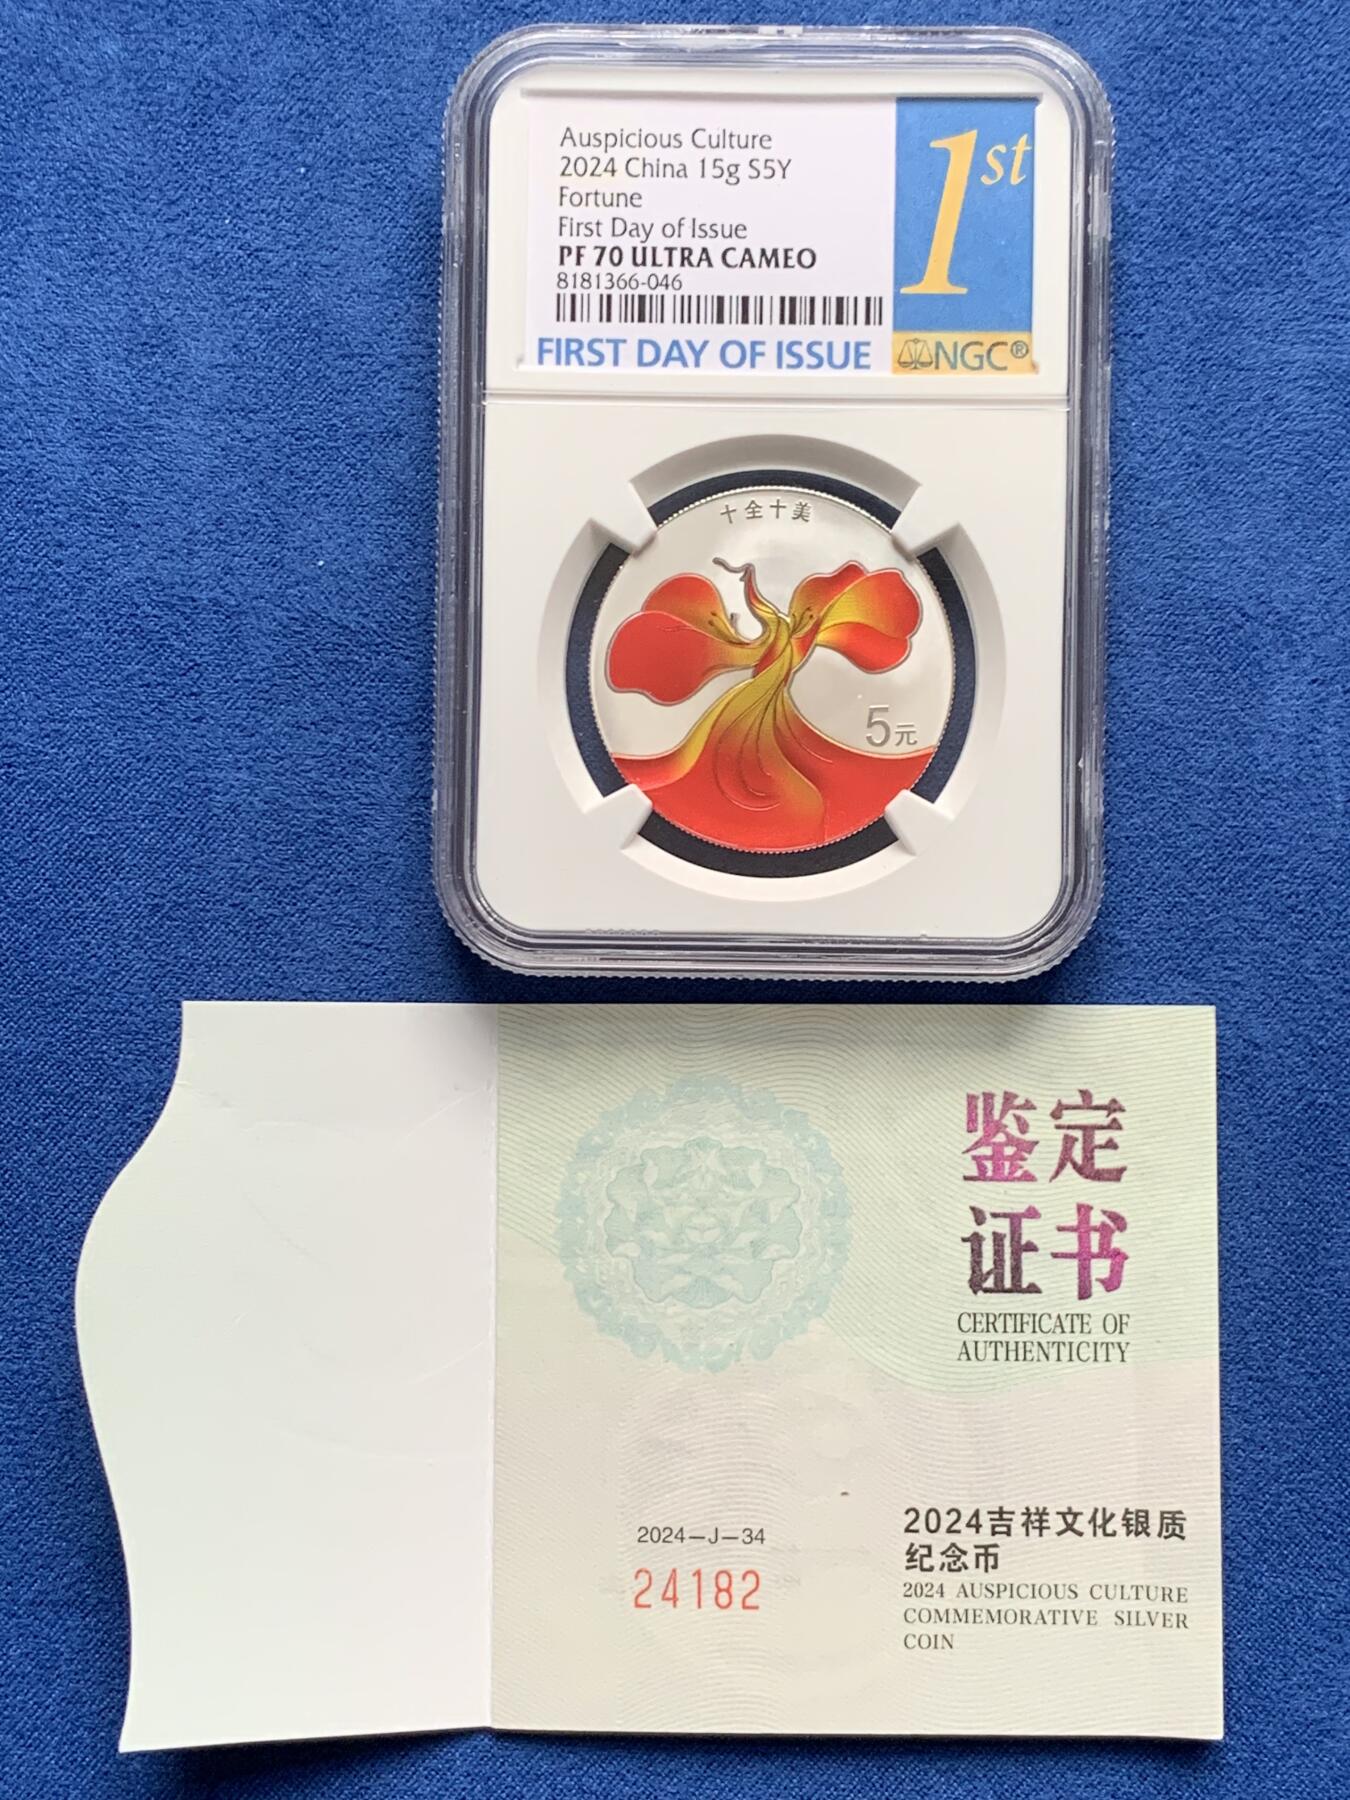 Auspicious Culture
2024 China 15g S5Y
Fortune
First Day of Issue
PF 70 ULTRA CAMEO
8181366-046
FIRST DAY OF ISSUE
1st
NGC®
十全十美
5元
鉴定
证书
CERTIFICATE OF
AUTHENTICITY
2024—J—34
24182
2024吉祥文化银质
纪念币
2024 AUSPICIOUS CULTURE
COMMEMORATIVE SILVER
COIN